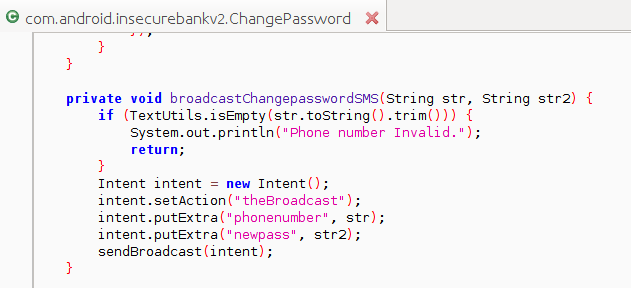 com.android.insecurebankv2.ChangePassword
});
}
}
private void broadcastChangepasswordSMS(String str, String str2) {
if (TextUtils.isEmpty(str.toString().trim())) {
System.out.println("Phone number Invalid.");
return;
}
Intent intent = new Intent();
intent.setAction("theBroadcast");
intent.putExtra("phonenumber", str);
intent.putExtra("newpass", str2);
sendBroadcast(intent);
}